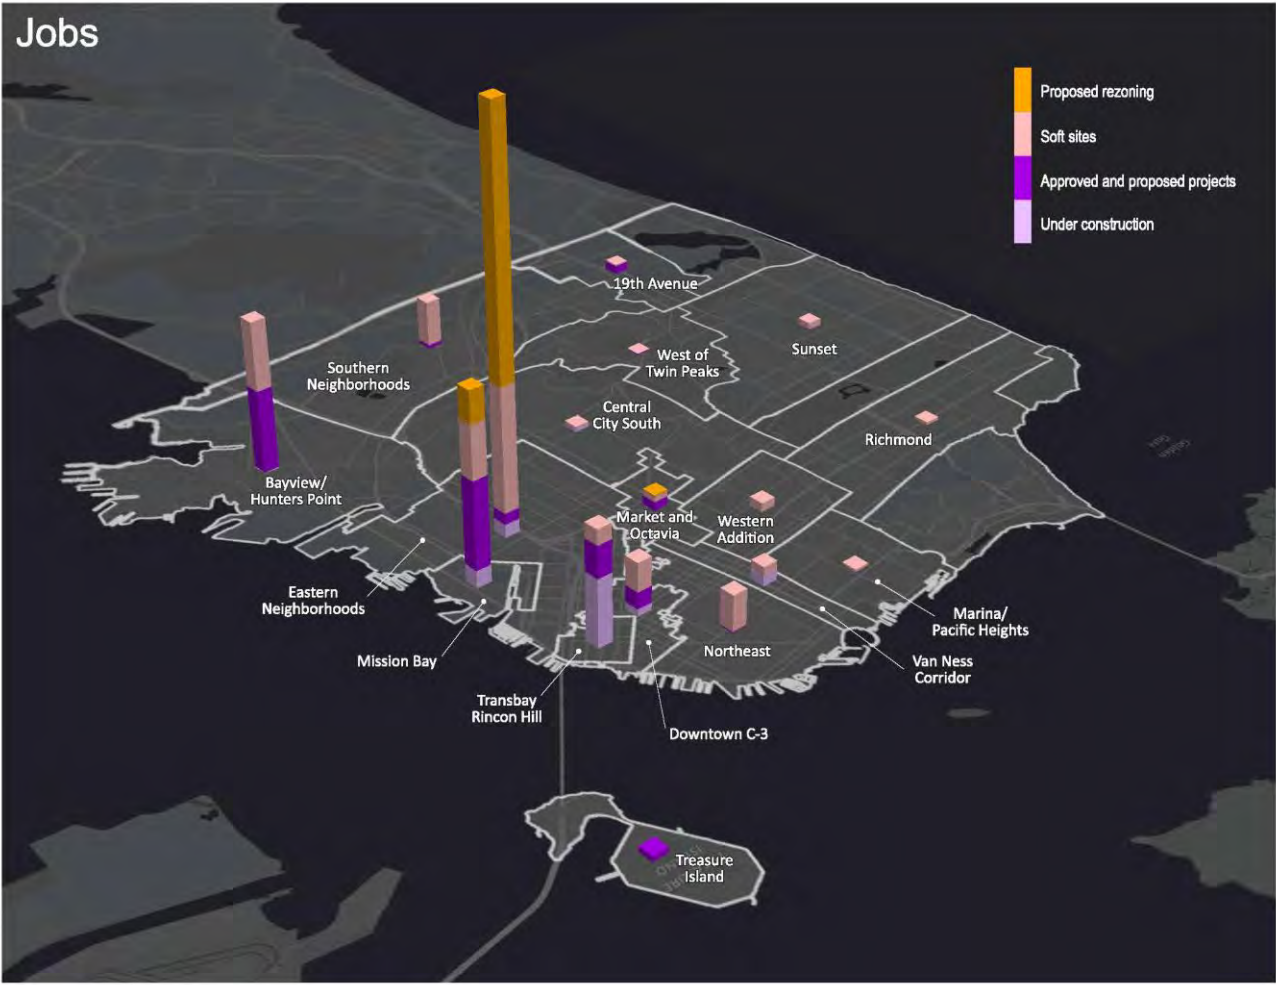 Jobs
Proposed rezoning
Soft sites
Approved and proposed projects
Under construction
19th Avenue
Sunset
West of
Twin Peaks
Southern
Neighborhoods
Central
City South
Richmond
Bayview/
Hunters Point
Market and
Octavia
Western
Addition
Eastern
Neighborhoods
Marina/
Pacific Heights
Mission Bay
Northeast
Van Ness
Corridor
Transbay
Rincon Hill
Downtown C-3
Treasure
Island